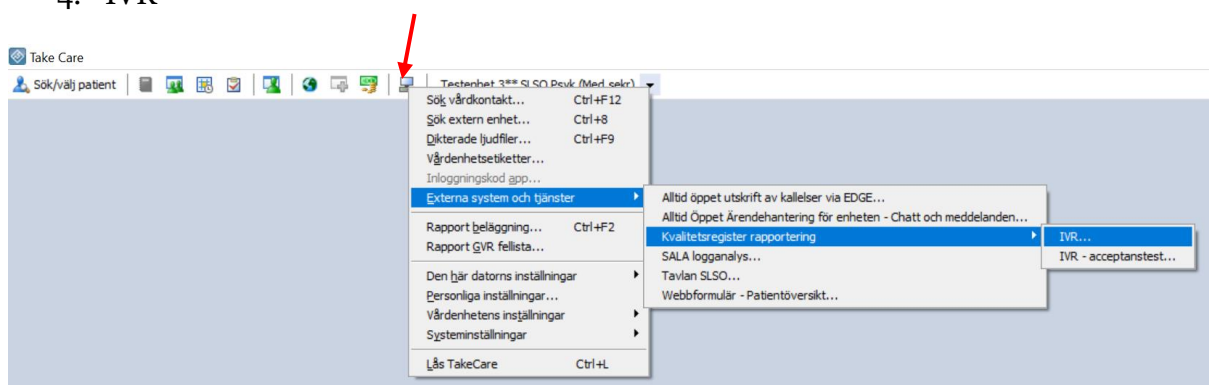 4. IVR
Take Care
Sök/välj patient Testenhet 3** SLSO Psyk (Med sekr)
Sök vårdkontakt... Ctrl+F12
Sök extern enhet... Ctrl+8
Dikterade ljudfiler... Ctrl+F9
Vårdenhetsetiketter...
Inloggningskod app...
Externa system och tjänster
Rapport beläggning... Ctrl+F2
Rapport GVR fellista...
Den här datorns inställningar
Personliga inställningar...
Vårdenhetens inställningar
Systeminställningar
Lås TakeCare Ctrl+L
Alltid öppet utskrift av kallelser via EDGE...
Alltid Öppet Ärendehantering för enheten - Chatt och meddelanden...
Kvalitetsregister rapportering
SALA logganalys...
Tavlan SLSO...
Webbformulär - Patientöversikt...
IVR...
IVR - acceptanstest...